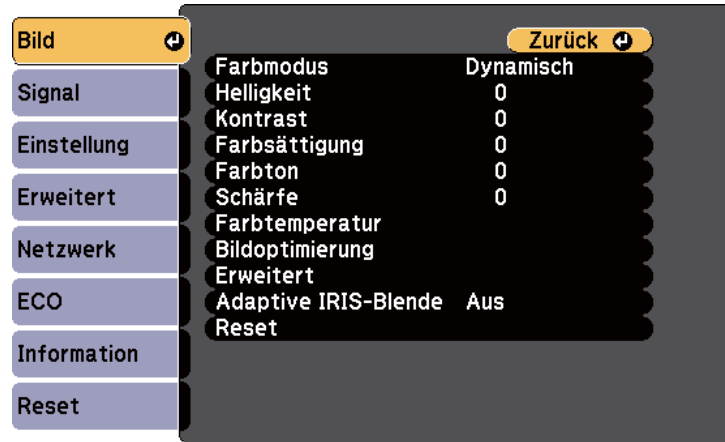 Bild
Signal
Einstellung
Erweitert
Netzwerk
ECO
Information
Reset
Zurück
Farbmodus Dynamisch
Helligkeit 0
Kontrast 0
Farbsättigung 0
Farbton 0
Schärfe 0
Farbtemperatur
Bildoptimierung
Erweitert
Adaptive IRIS-Blende Aus
Reset